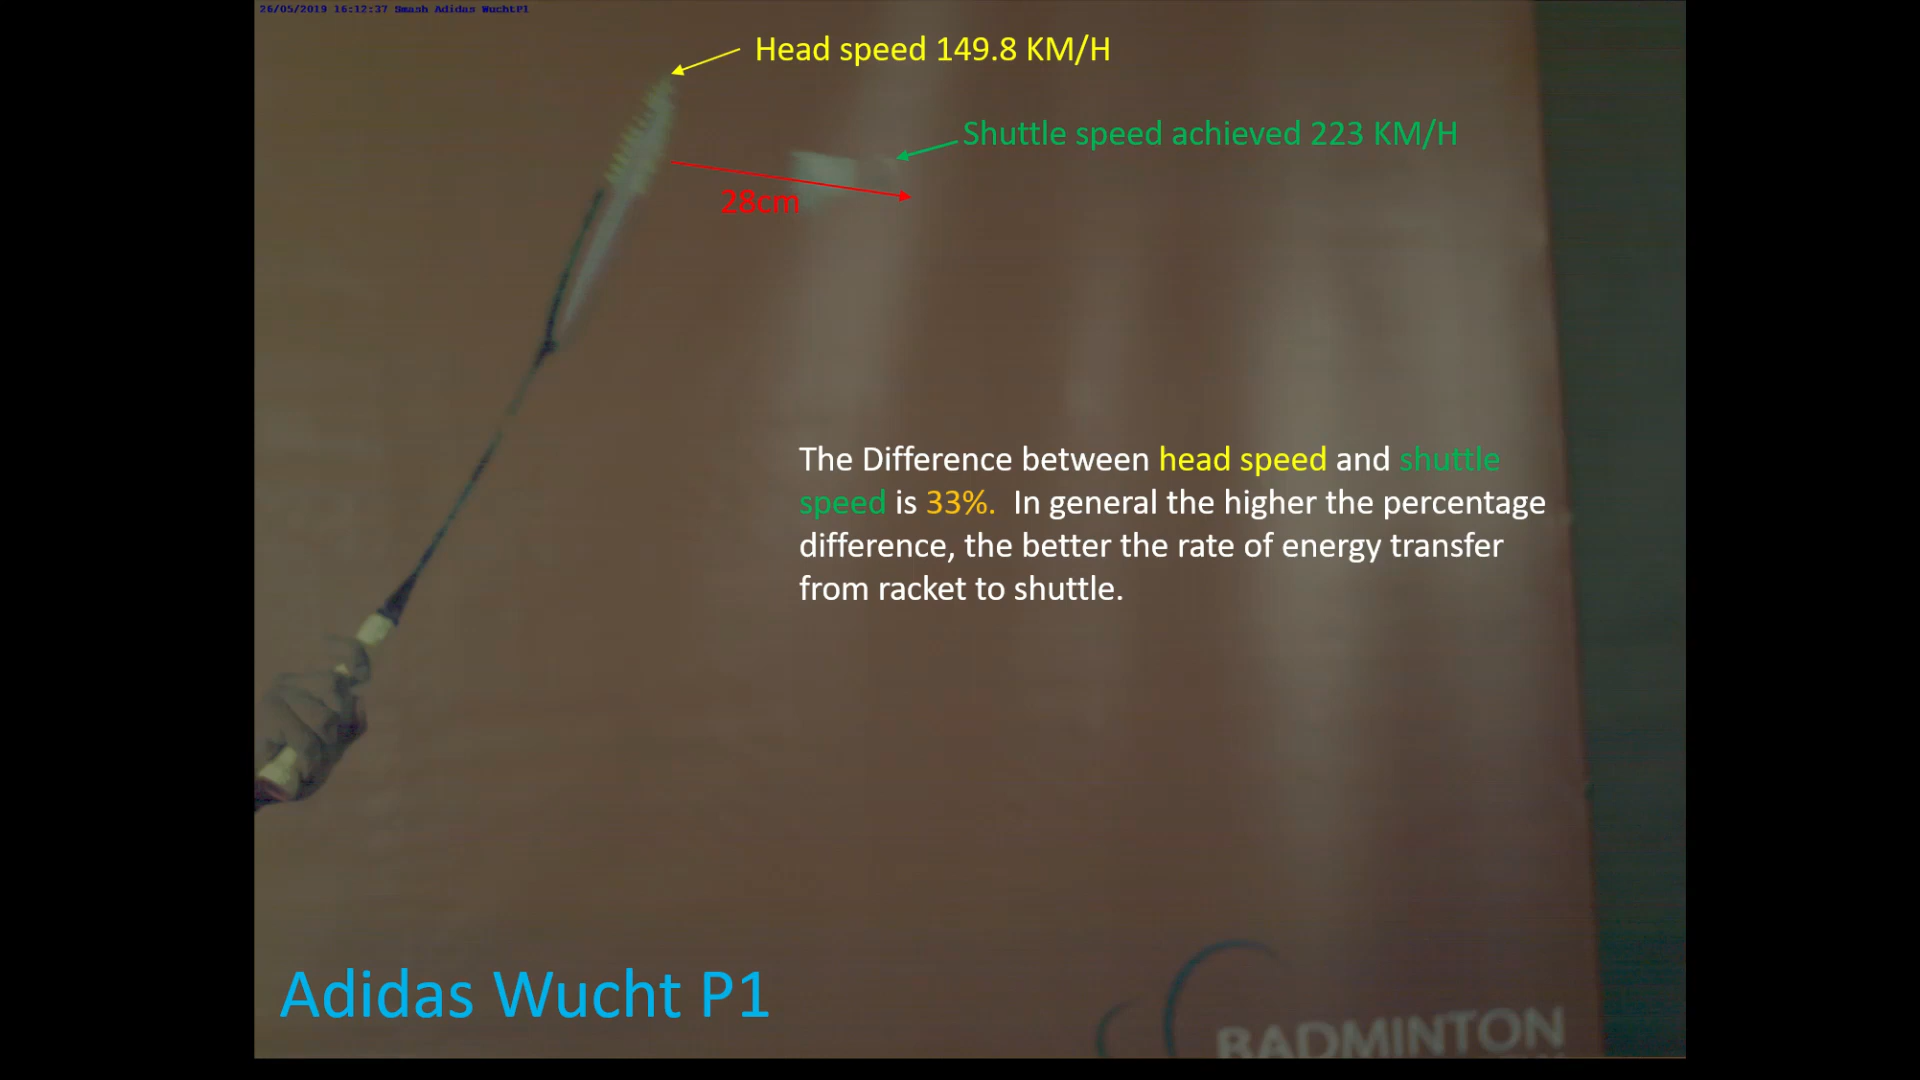 26/05/2019 16:12:37 Smash Adidas WuchtP1
Head speed 149.8 KM/H
Shuttle speed achieved 223 KM/H
28cm
The Difference between head speed and shuttle
speed is 33%. In general the higher the percentage
difference, the better the rate of energy transfer
from racket to shuttle.
Adidas Wucht P1
BADMINTON